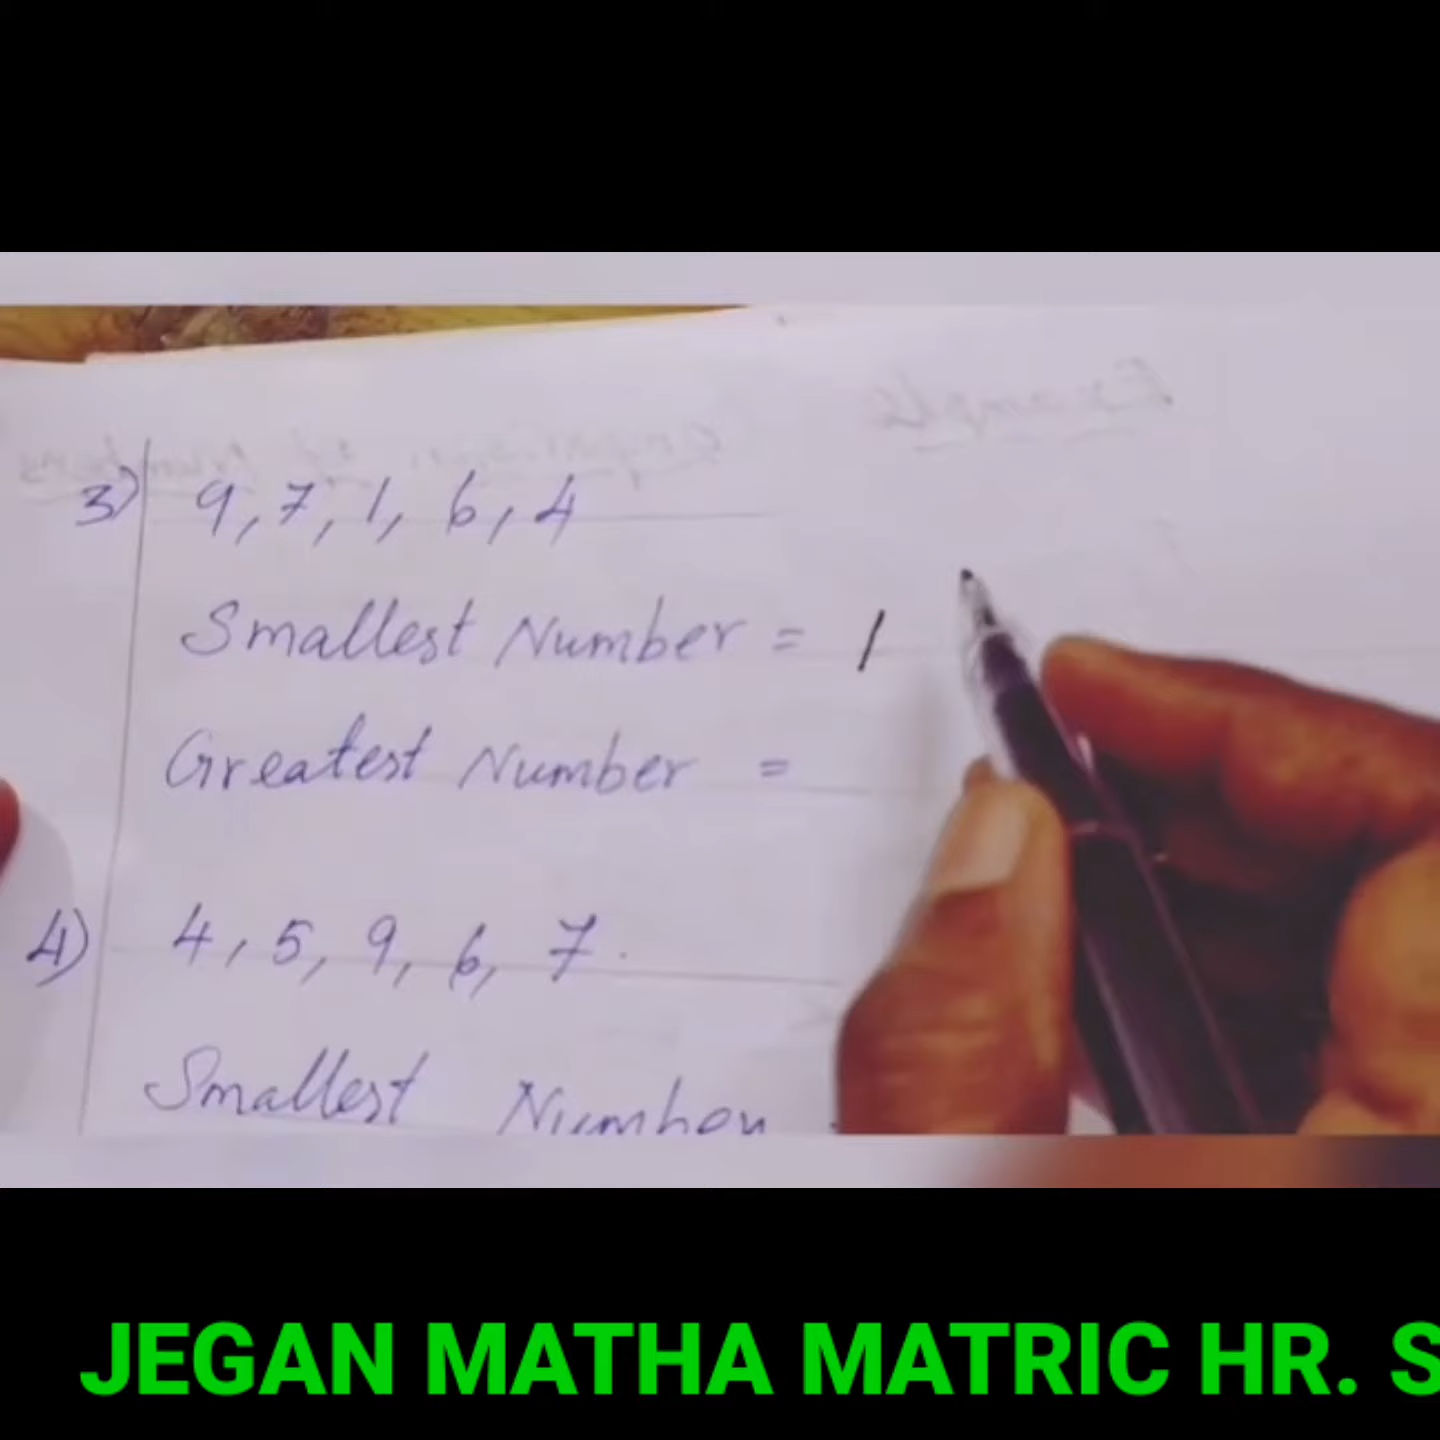 3) 9, 7, 1, 6, 4
Smallest Number = 1
Greatest Number =
4) 4, 5, 9, 6, 7.
Smallest Number
JEGAN MATHA MATRIC HR. S